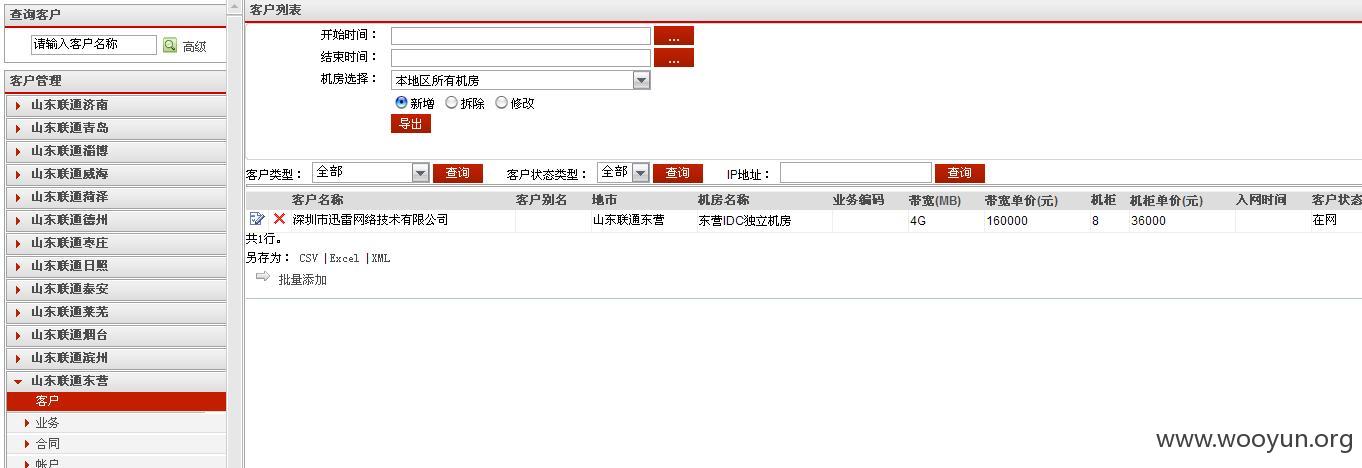 查询客户
请输入客户名称 高级
客户管理
山东联通济南
山东联通青岛
山东联通淄博
山东联通威海
山东联通菏泽
山东联通德州
山东联通枣庄
山东联通日照
山东联通泰安
山东联通莱芜
山东联通烟台
山东联通滨州
山东联通东营
客户
业务
合同
帐户
客户列表
开始时间： ...
结束时间： ...
机房选择： 本地区所有机房
新增 拆除 修改
导出
客户类型： 全部 查询 客户状态类型： 全部 查询 IP地址： 查询
客户名称 客户别名 地市 机房名称 业务编码 带宽(MB) 带宽单价(元) 机柜 机柜单价(元) 入网时间 客户状态
深圳市迅雷网络技术有限公司 山东联通东营 东营IDC独立机房 4G 160000 8 36000 在网
共1行。
另存为： CSV |Excel |XML
批量添加
www.wooyun.org